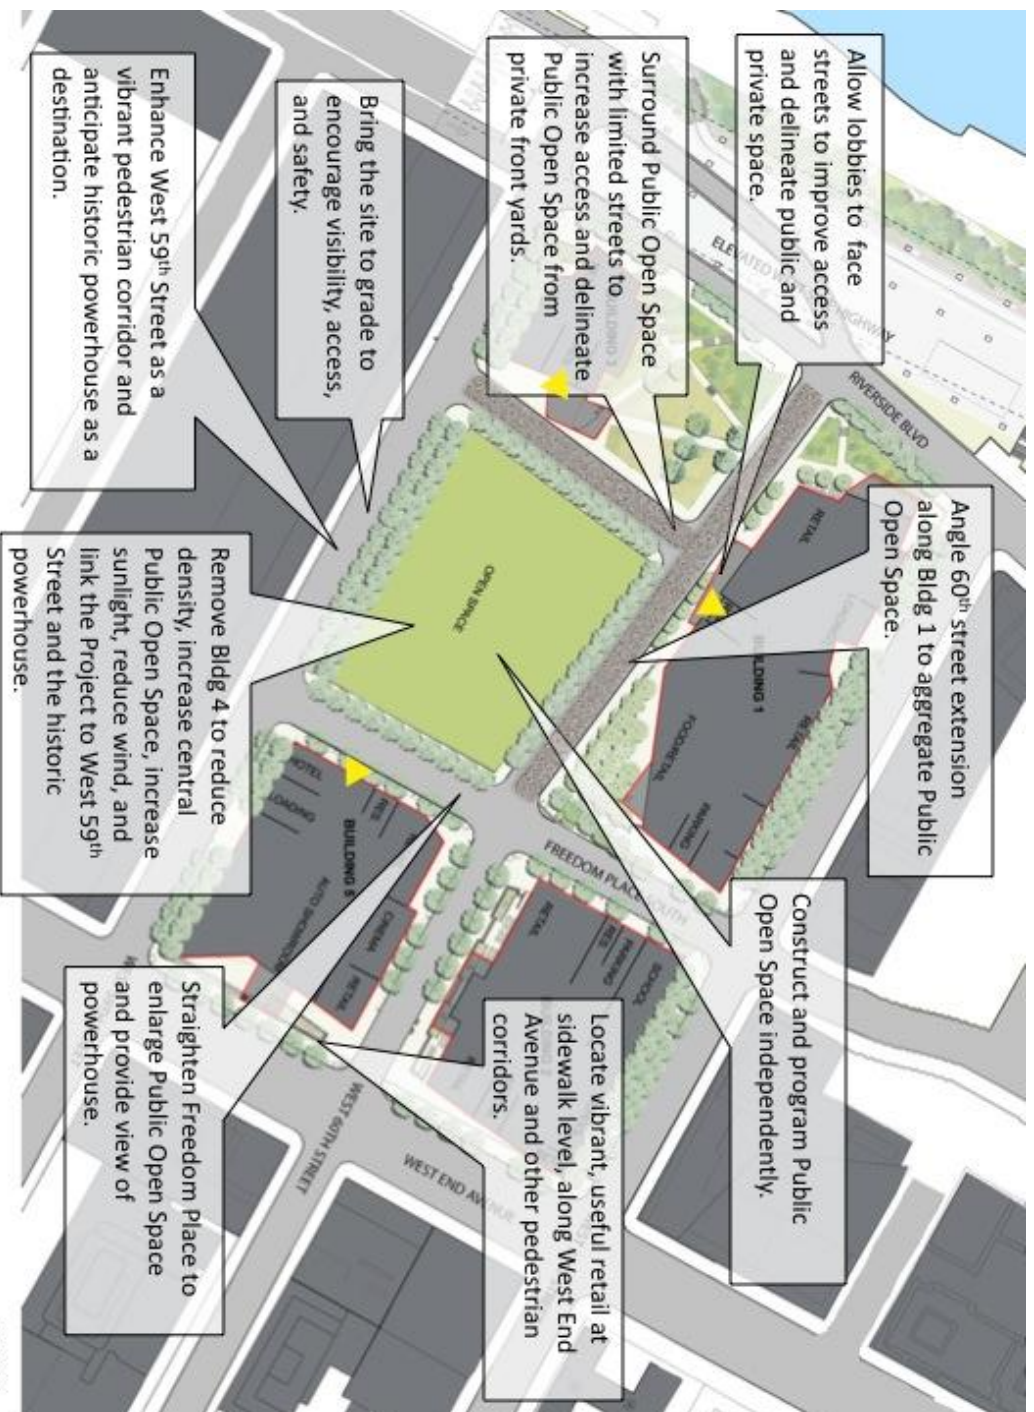 Allow lobbies to face
streets to improve access
and delineate public and
private space.
Angle 60th street extension
along Bldg 1 to aggregate Public
Open Space.
Construct and program Public
Open Space independently.
Surround Public Open Space
with limited streets to
increase access and delineate
Public Open Space from
private front yards.
Locate vibrant, useful retail at
sidewalk level, along West End
Avenue and other pedestrian
corridors.
Bring the site to grade to
encourage visibility, access,
and safety.
Enhance West 59th Street as a
vibrant pedestrian corridor and
anticipate historic powerhouse as a
destination.
Remove Bldg 4 to reduce
density, increase central
Public Open Space, increase
sunlight, reduce wind, and
link the Project to West 59th
Street and the historic
powerhouse.
Straighten Freedom Place to
enlarge Public Open Space
and provide view of
powerhouse.
RIVERSIDE BLVD
ELEVATED
HIGHWAY
RETAIL
BUILDING 1
RETAIL
FOOD/RETAIL
PARKING
OPEN SPACE
FREEDOM PLACE SOUTH
SCHOOL
PARKING
RES
RETAIL
HOTEL
LOADING
RES
BUILDING 5
CINEMA
RETAIL
AUTO SHOWROOM
WEST 60TH STREET
WEST END AVENUE